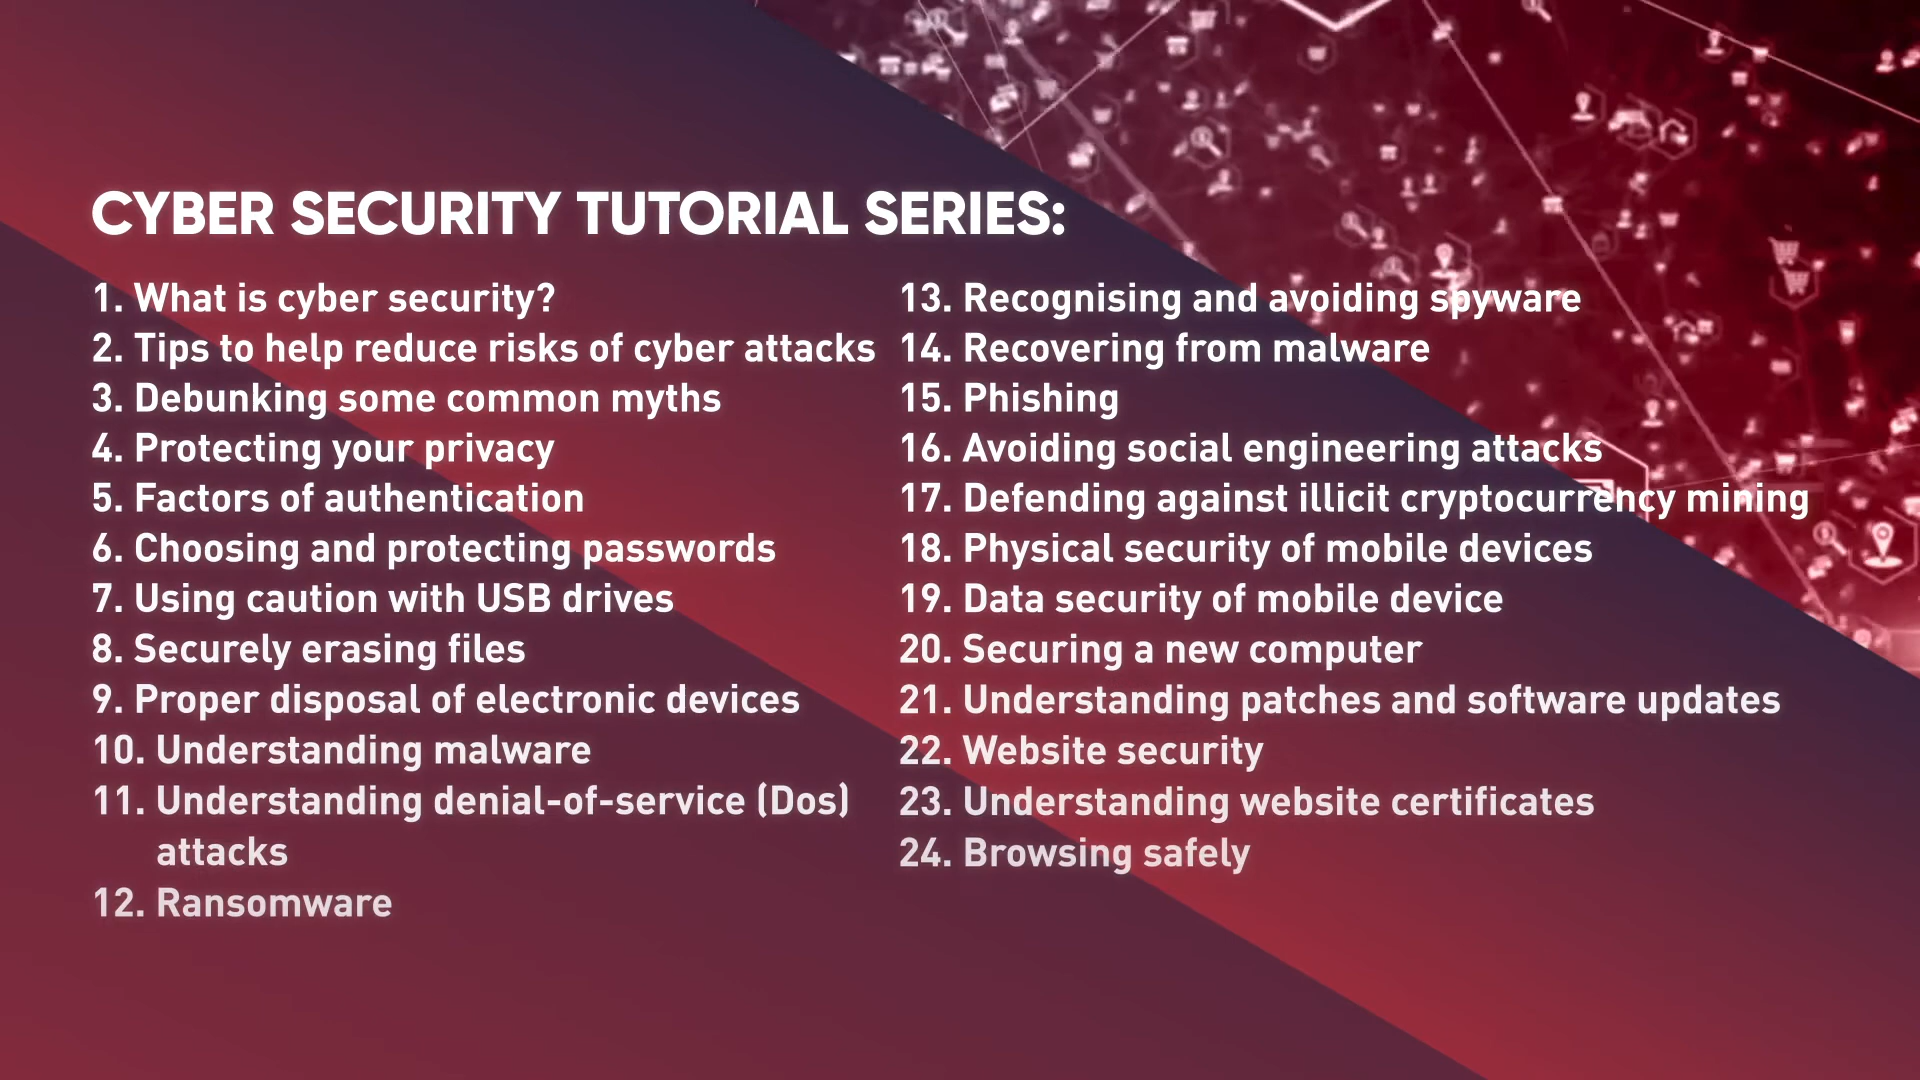 CYBER SECURITY TUTORIAL SERIES:
1. What is cyber security?
2. Tips to help reduce risks of cyber attacks
3. Debunking some common myths
4. Protecting your privacy
5. Factors of authentication
6. Choosing and protecting passwords
7. Using caution with USB drives
8. Securely erasing files
9. Proper disposal of electronic devices
10. Understanding malware
11. Understanding denial-of-service (Dos)
attacks
12. Ransomware
13. Recognising and avoiding spyware
14. Recovering from malware
15. Phishing
16. Avoiding social engineering attacks
17. Defending against illicit cryptocurrency mining
18. Physical security of mobile devices
19. Data security of mobile device
20. Securing a new computer
21. Understanding patches and software updates
22. Website security
23. Understanding website certificates
24. Browsing safely